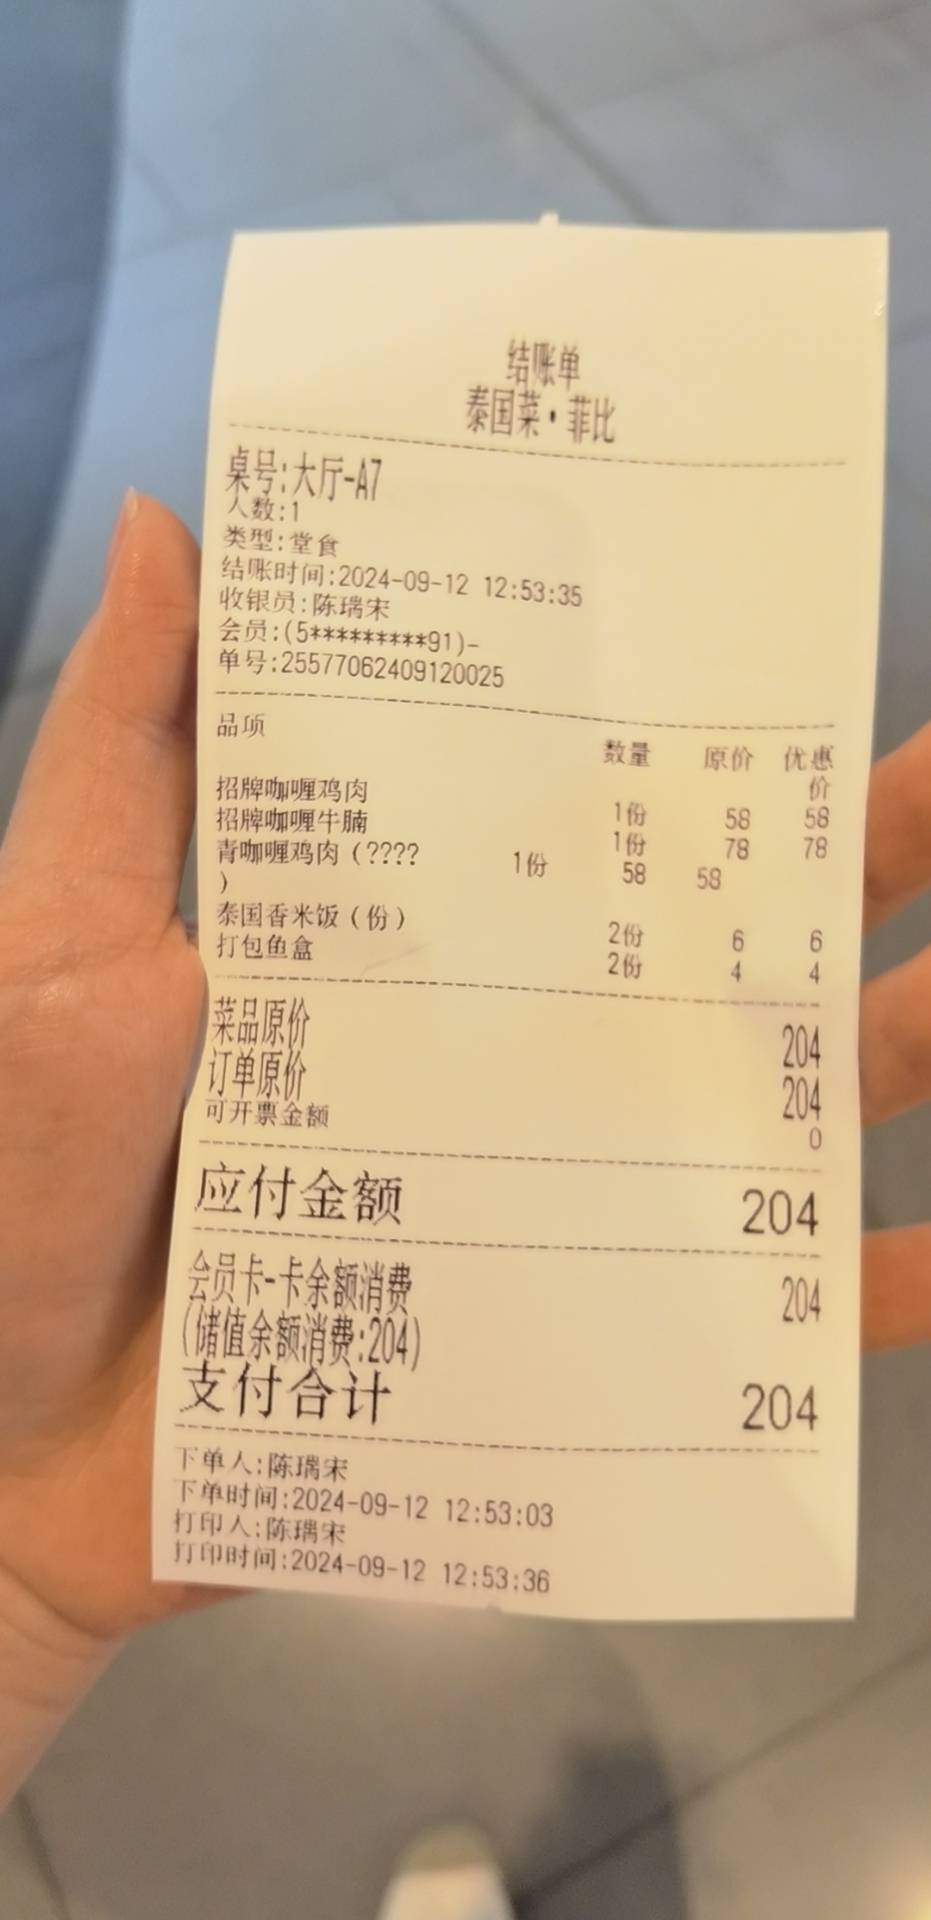 结账单
泰国菜·菲比
桌号:大厅-A7
人数:1
类型:堂食
结账时间:2024-09-12 12:53:35
收银员:陈瑞宋
会员:(5*********91)-
单号:25577062409120025
品项 数量 原价 优惠
价
招牌咖喱鸡肉 1份 58 58
招牌咖喱牛腩 1份 78 78
青咖喱鸡肉（???? 1份 58 58
）
泰国香米饭（份） 2份 6 6
打包鱼盒 2份 4 4
菜品原价 204
订单原价 204
可开票金额 0
应付金额 204
会员卡-卡余额消费 204
(储值余额消费:204)
支付合计 204
下单人:陈瑞宋
下单时间:2024-09-12 12:53:03
打印人:陈瑞宋
打印时间:2024-09-12 12:53:36